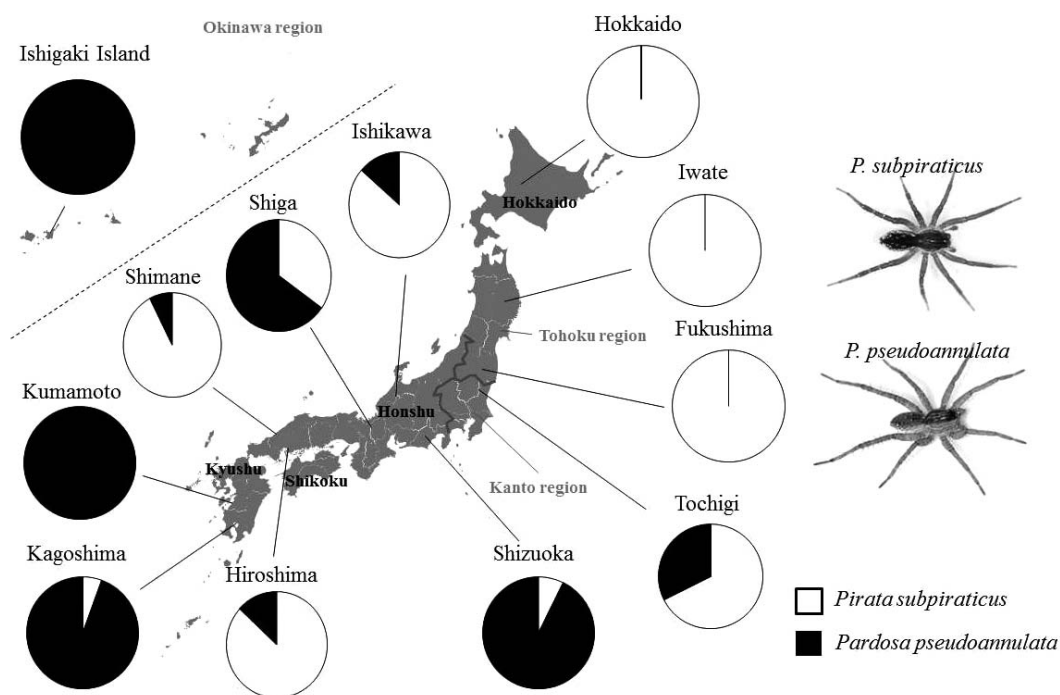 Okinawa region
Ishigaki Island
Hokkaido
Ishikawa
Iwate
P. subpiraticus
Shiga
Hokkaido
Shimane
Tohoku region
Fukushima
P. pseudoannulata
Kumamoto
Honshu
Kyushu
Shikoku
Kanto region
Tochigi
Kagoshima
Hiroshima
Shizuoka
Pirata subpiraticus
Pardosa pseudoannulata